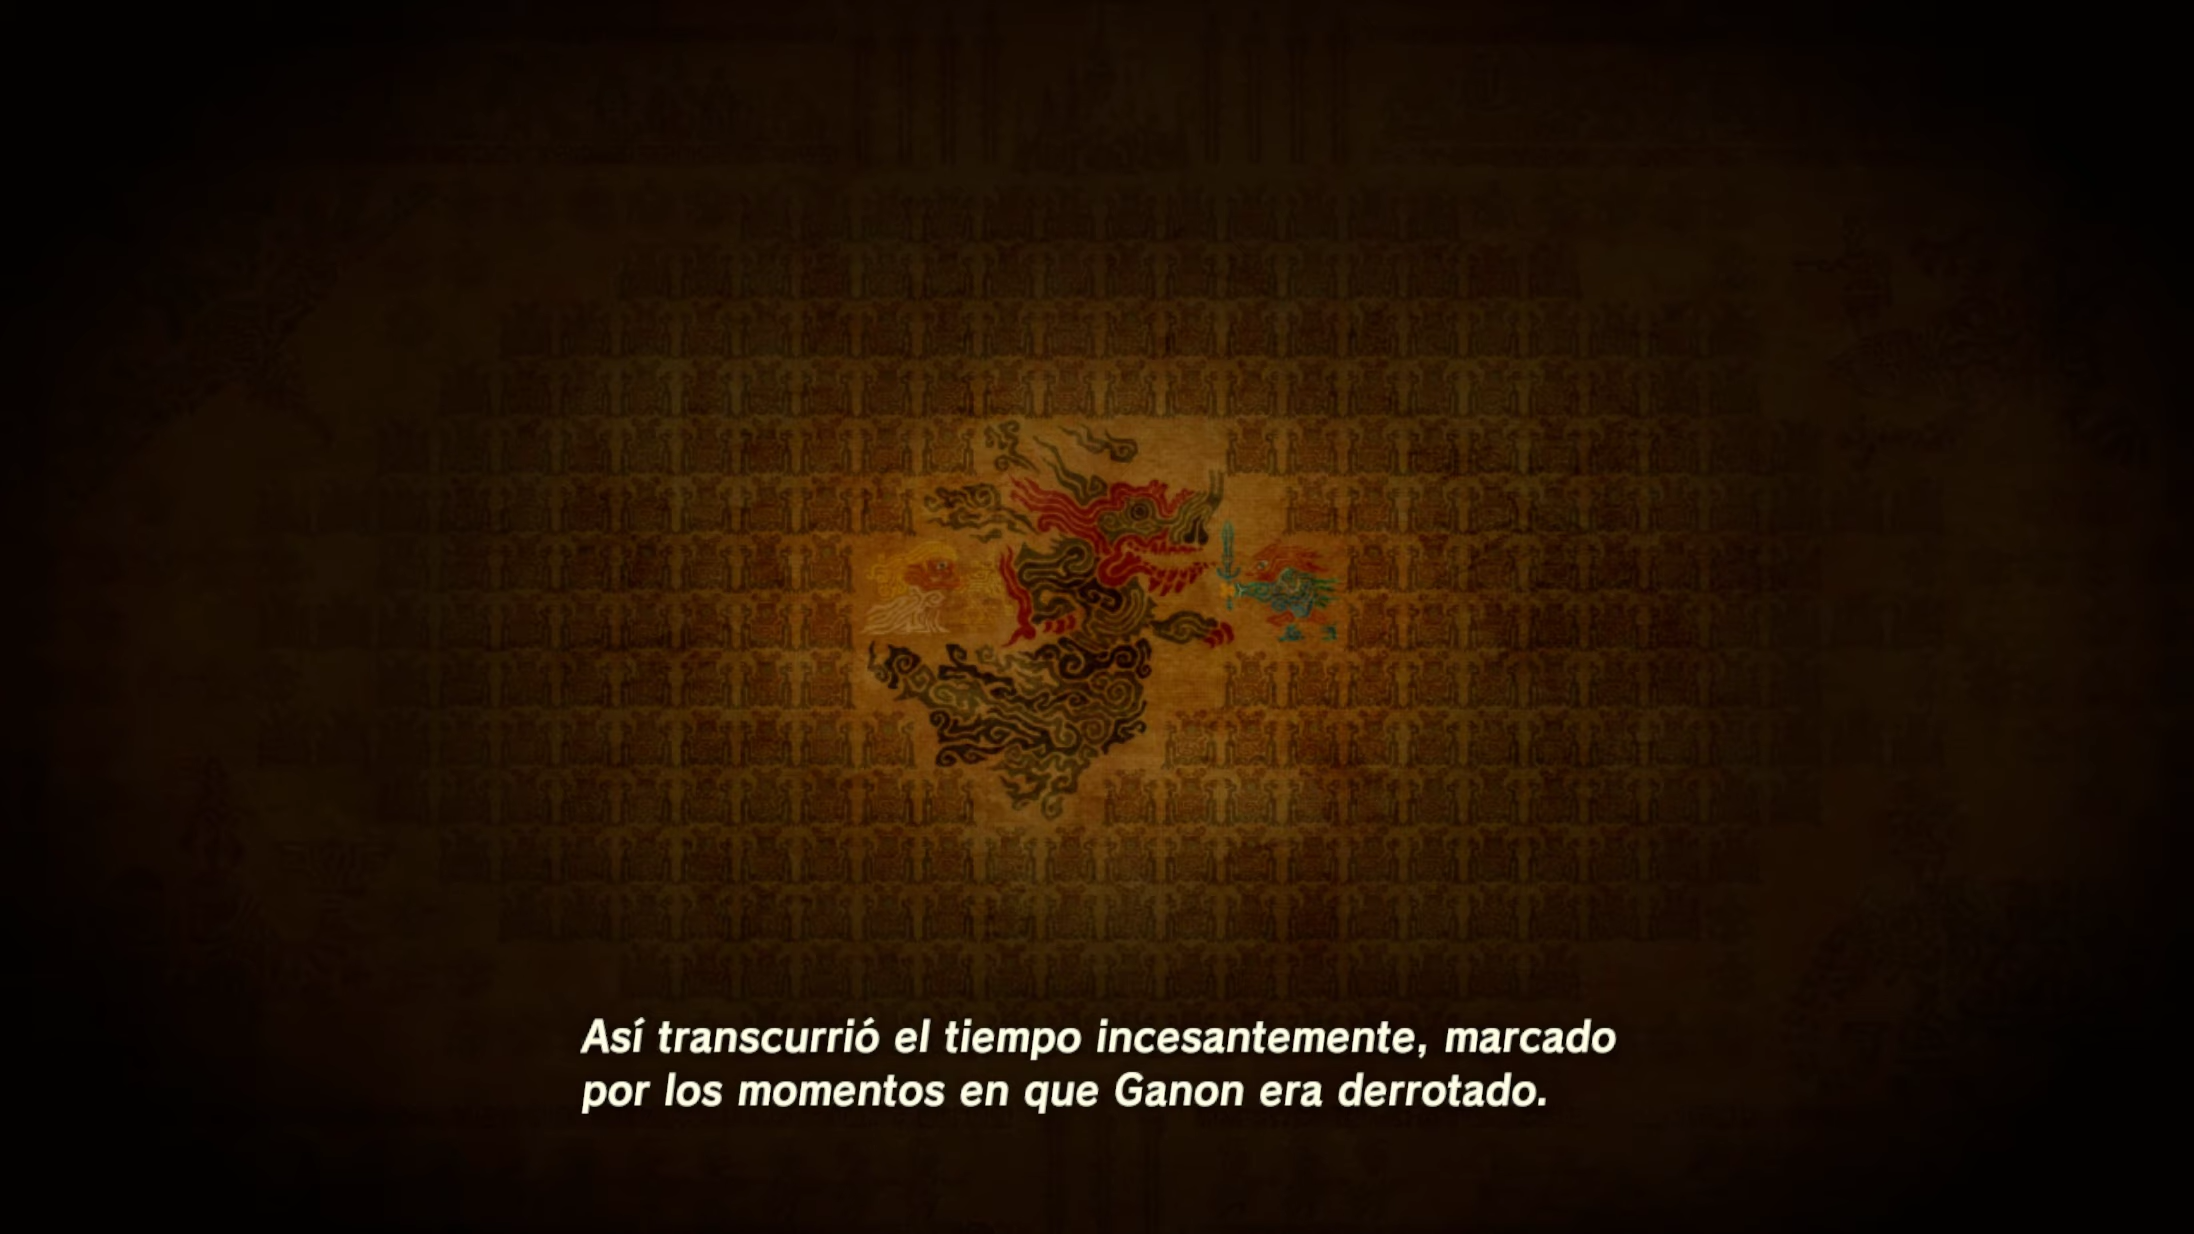 Así transcurrió el tiempo incesantemente, marcado
por los momentos en que Ganon era derrotado.